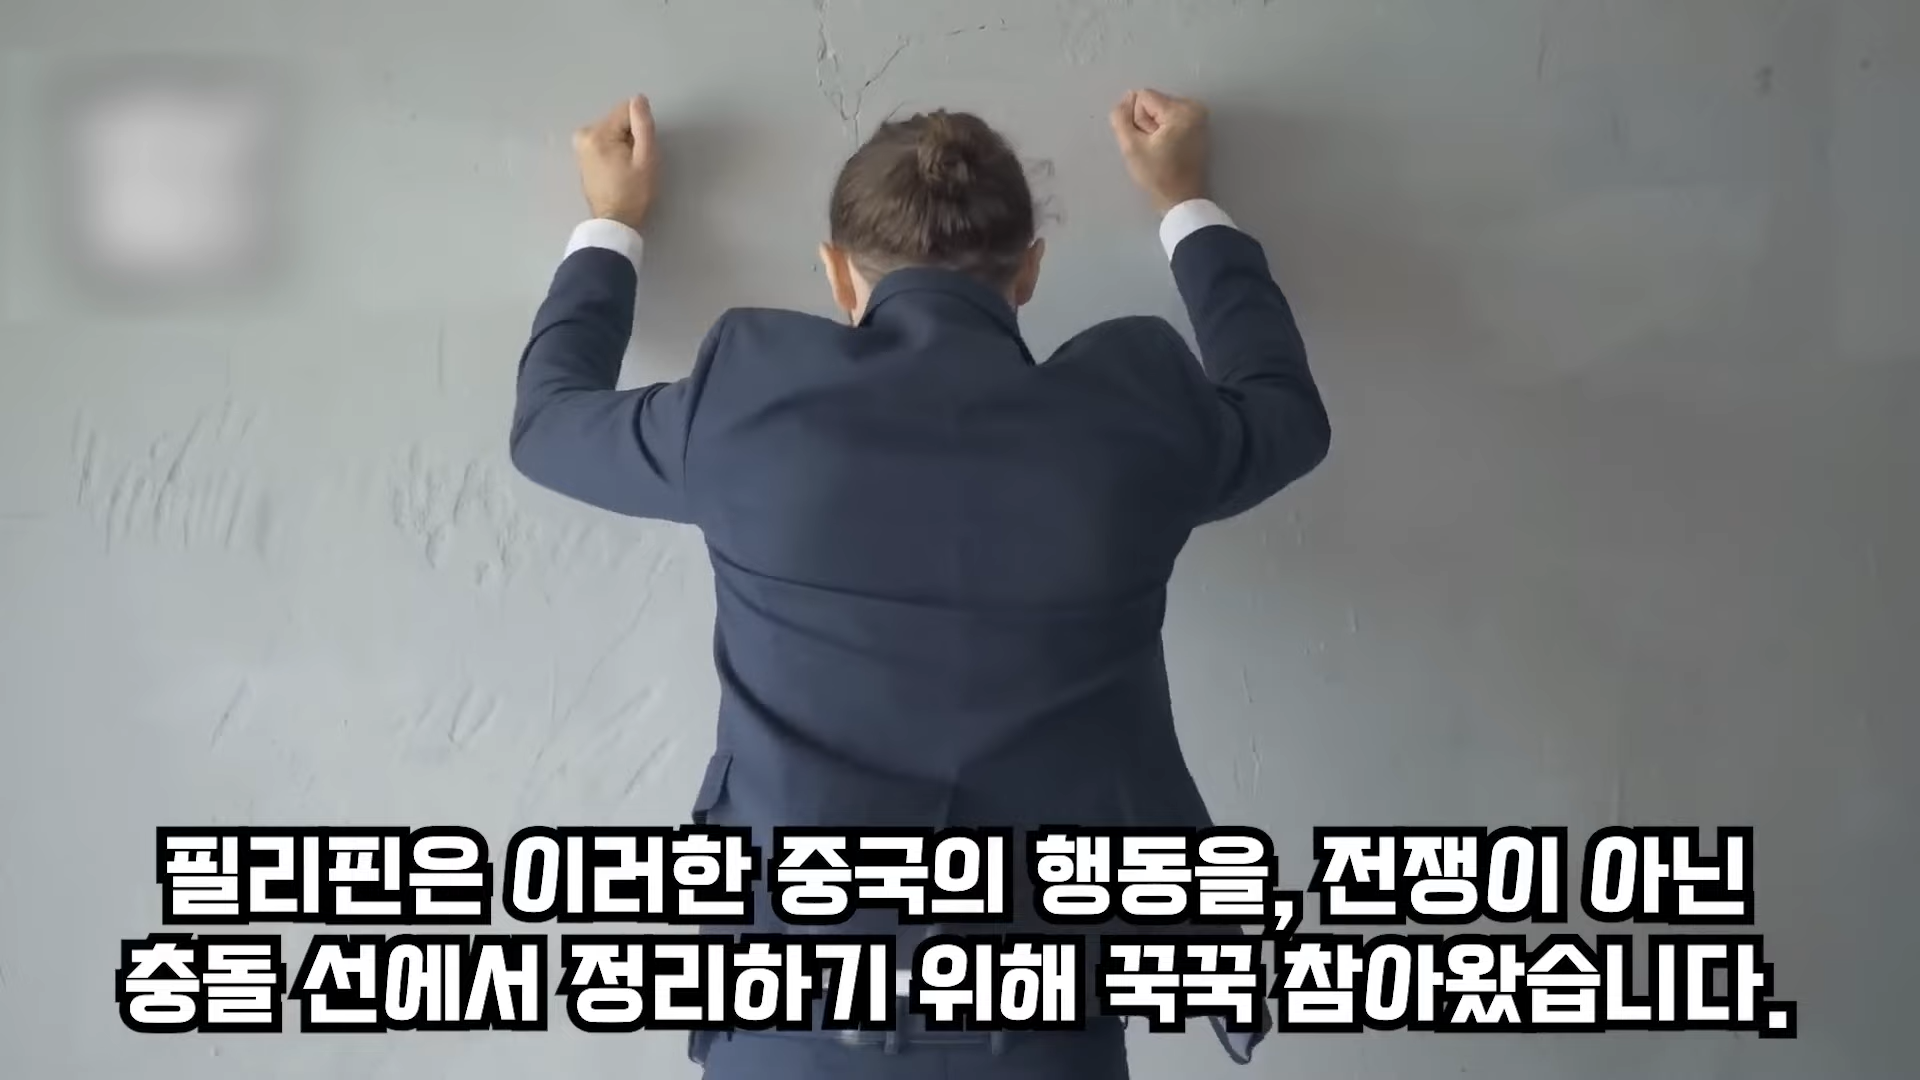 필리핀은 이러한 중국의 행동을, 전쟁이 아닌
충돌 선에서 정리하기 위해 꾹꾹 참아왔습니다.